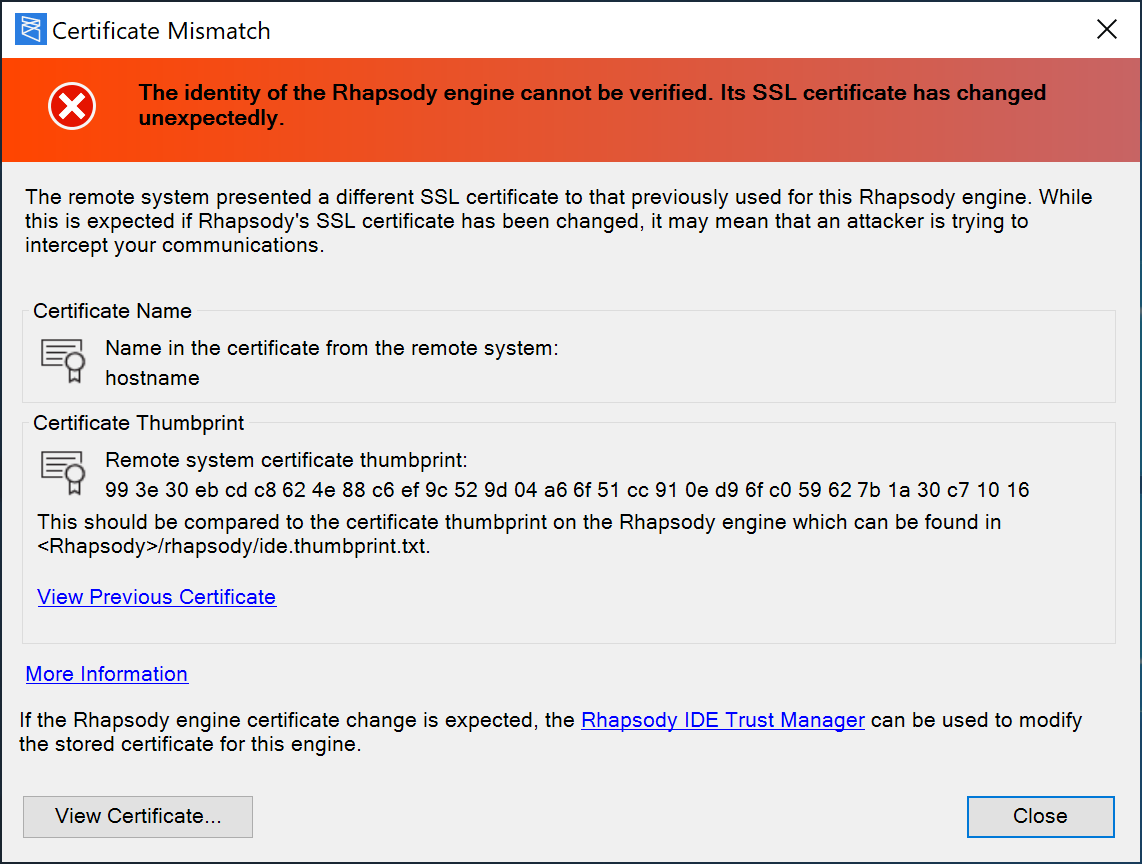 Certificate Mismatch
The identity of the Rhapsody engine cannot be verified. Its SSL certificate has changed
unexpectedly.
The remote system presented a different SSL certificate to that previously used for this Rhapsody engine. While
this is expected if Rhapsody's SSL certificate has been changed, it may mean that an attacker is trying to
intercept your communications.
Certificate Name
Name in the certificate from the remote system:
hostname
Certificate Thumbprint
Remote system certificate thumbprint:
99 3e 30 eb cd c8 62 4e 88 c6 ef 9c 52 9d 04 a6 6f 51 cc 91 0e d9 6f c0 59 62 7b 1a 30 c7 10 16
This should be compared to the certificate thumbprint on the Rhapsody engine which can be found in
<Rhapsody>/rhapsody/ide.thumbprint.txt.
View Previous Certificate
More Information
If the Rhapsody engine certificate change is expected, the Rhapsody IDE Trust Manager can be used to modify
the stored certificate for this engine.
View Certificate...
Close